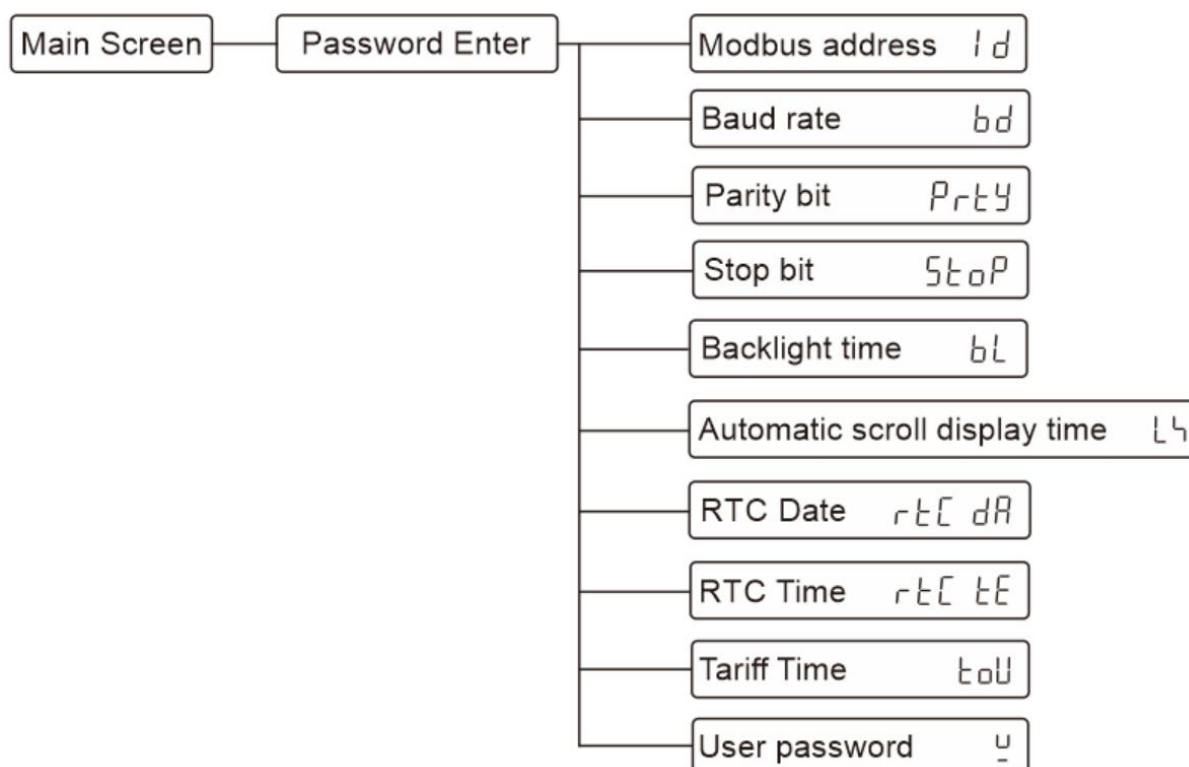 Main Screen
Password Enter
Modbus address Id
Baud rate bd
Parity bit PrtY
Stop bit StoP
Backlight time bL
Automatic scroll display time
RTC Date rtC dA
RTC Time rtC tE
Tariff Time toU
User password